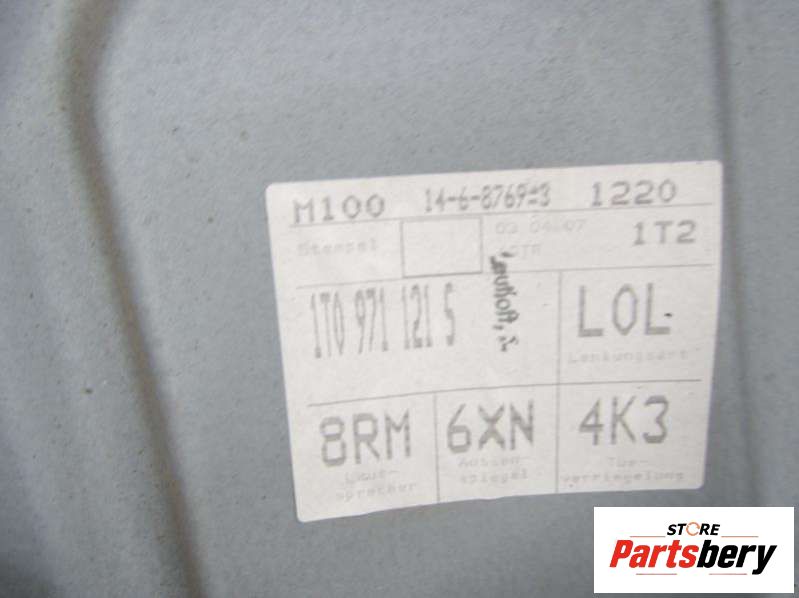 M100 14-6-8769*3 1220
Stempel 03 04 07 1T2
1T0 971 121 S L0L
Lenkungsart
8RM 6XN 4K3
Laut- Aussen- Tür-
sprecher spiegel verriegelung
STORE
Partsbery